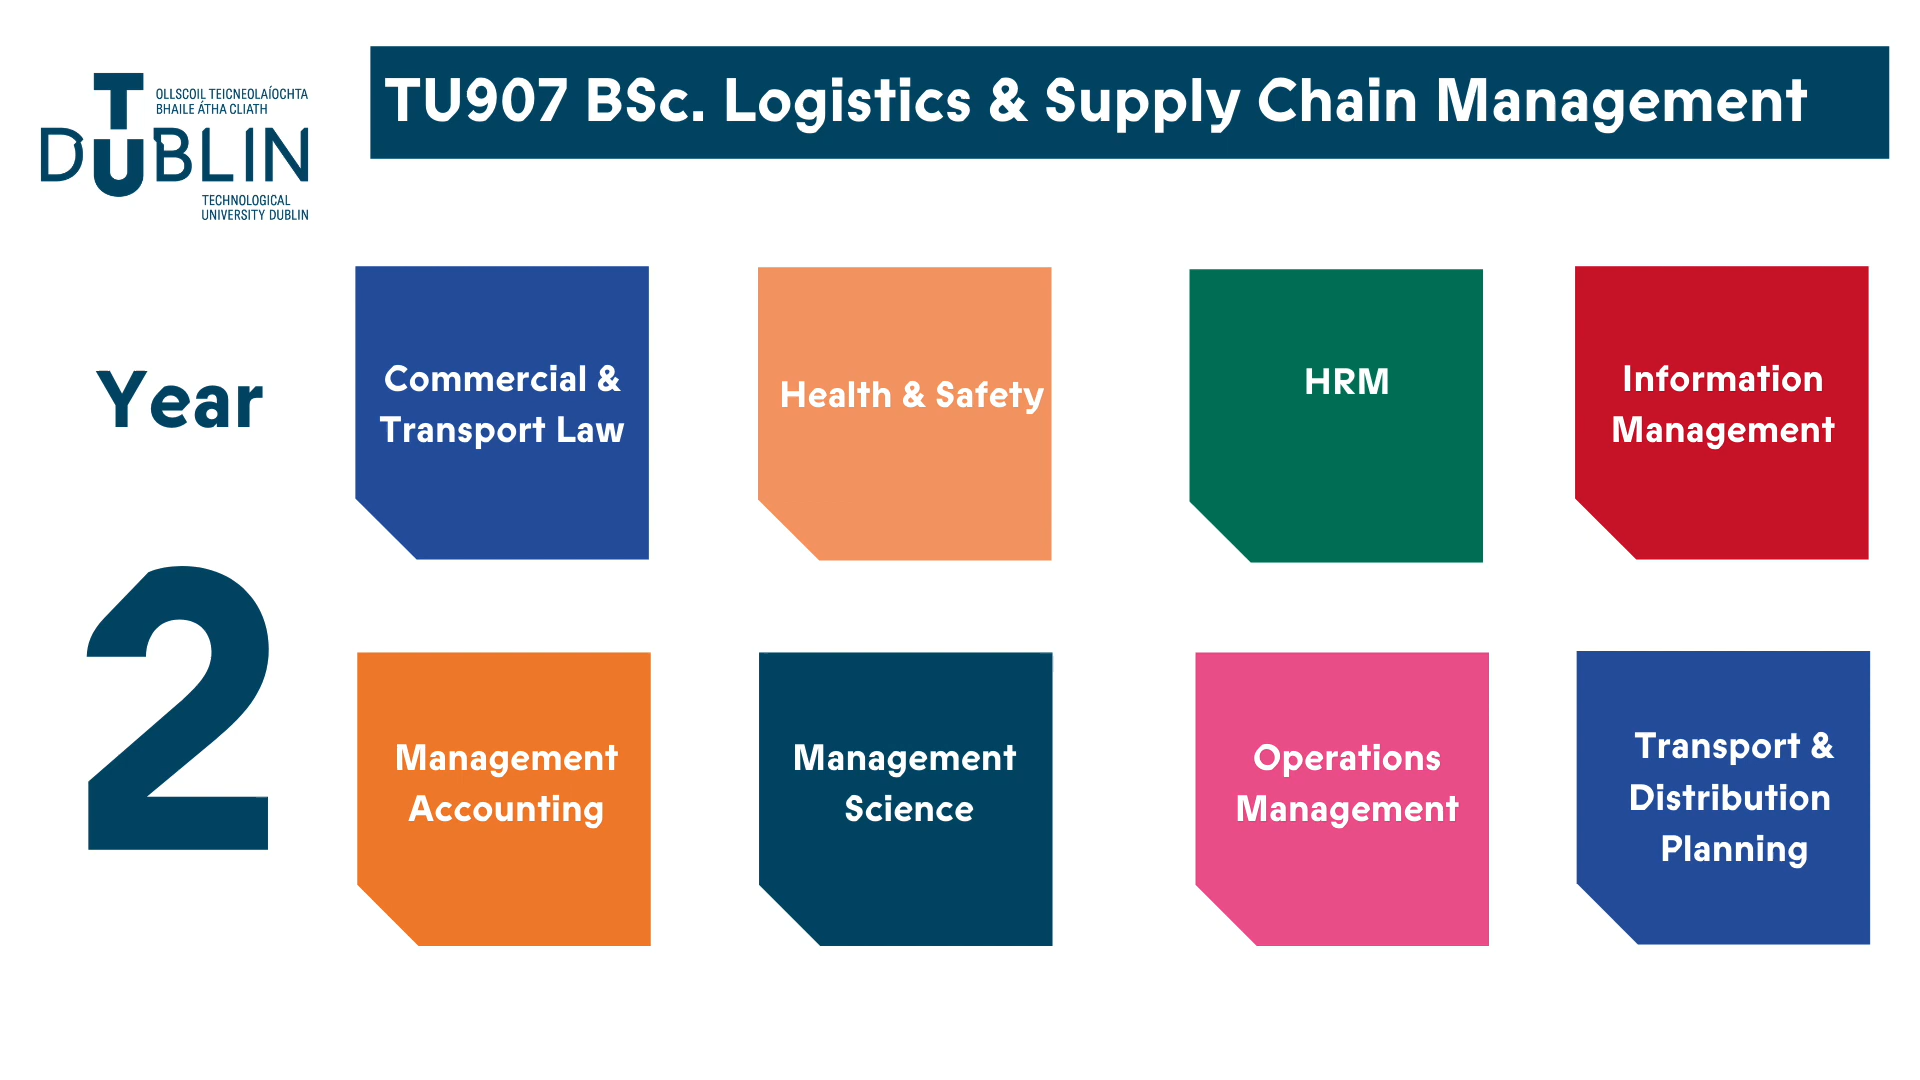 OLLSCOIL TEICNEOLAÍOCHTA
BHAILE ÁTHA CLIATH
TU DUBLIN
TECHNOLOGICAL
UNIVERSITY DUBLIN
TU907 BSc. Logistics & Supply Chain Management
Year
2
Commercial &
Transport Law
Health & Safety
HRM
Information
Management
Management
Accounting
Management
Science
Operations
Management
Transport &
Distribution
Planning